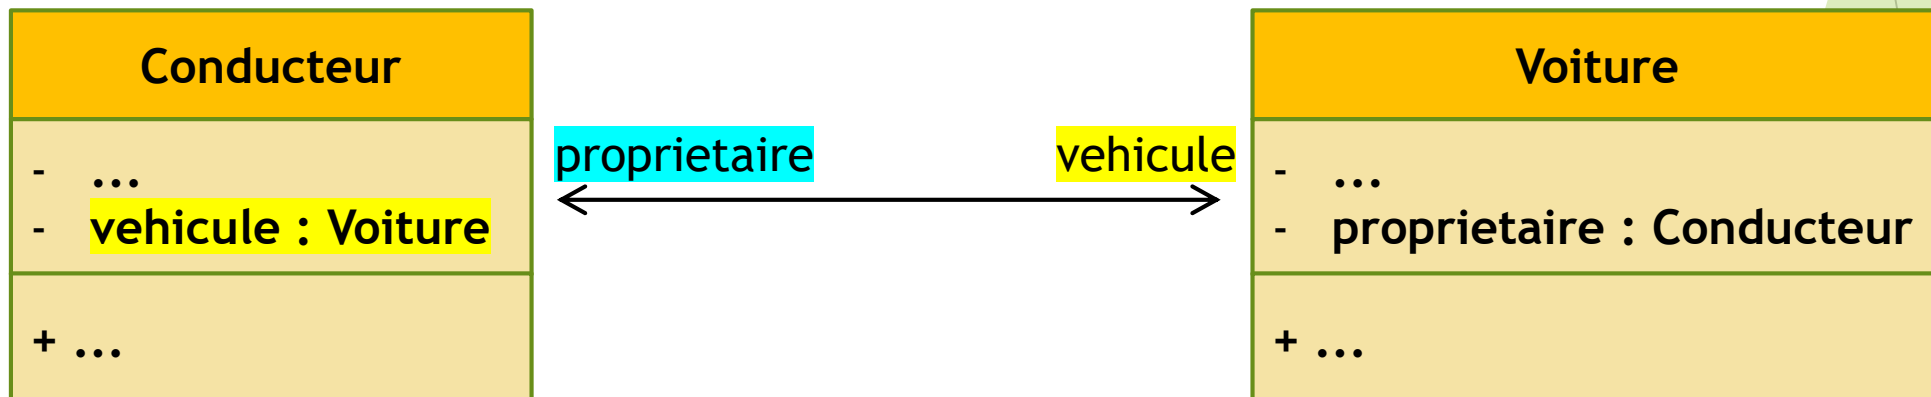 Conducteur
- ...
- vehicule : Voiture
+ ...
proprietaire
vehicule
Voiture
- ...
- proprietaire : Conducteur
+ ...